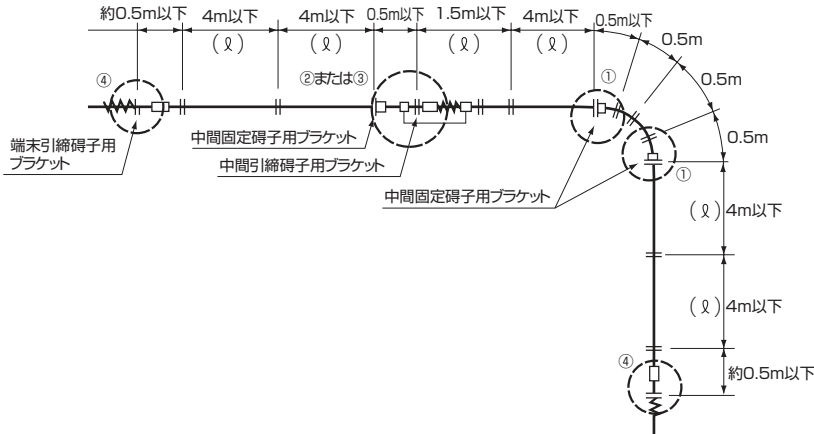 約0.5m以下 4m以下 4m以下 0.5m以下 1.5m以下 4m以下 0.5m以下
(ℓ) (ℓ) (ℓ) (ℓ)
0.5m
0.5m
0.5m
④
②または③
①
端末引締碍子用
ブラケット
中間固定碍子用ブラケット
中間引締碍子用ブラケット
中間固定碍子用ブラケット
①
(ℓ) 4m以下
(ℓ) 4m以下
④
約0.5m以下